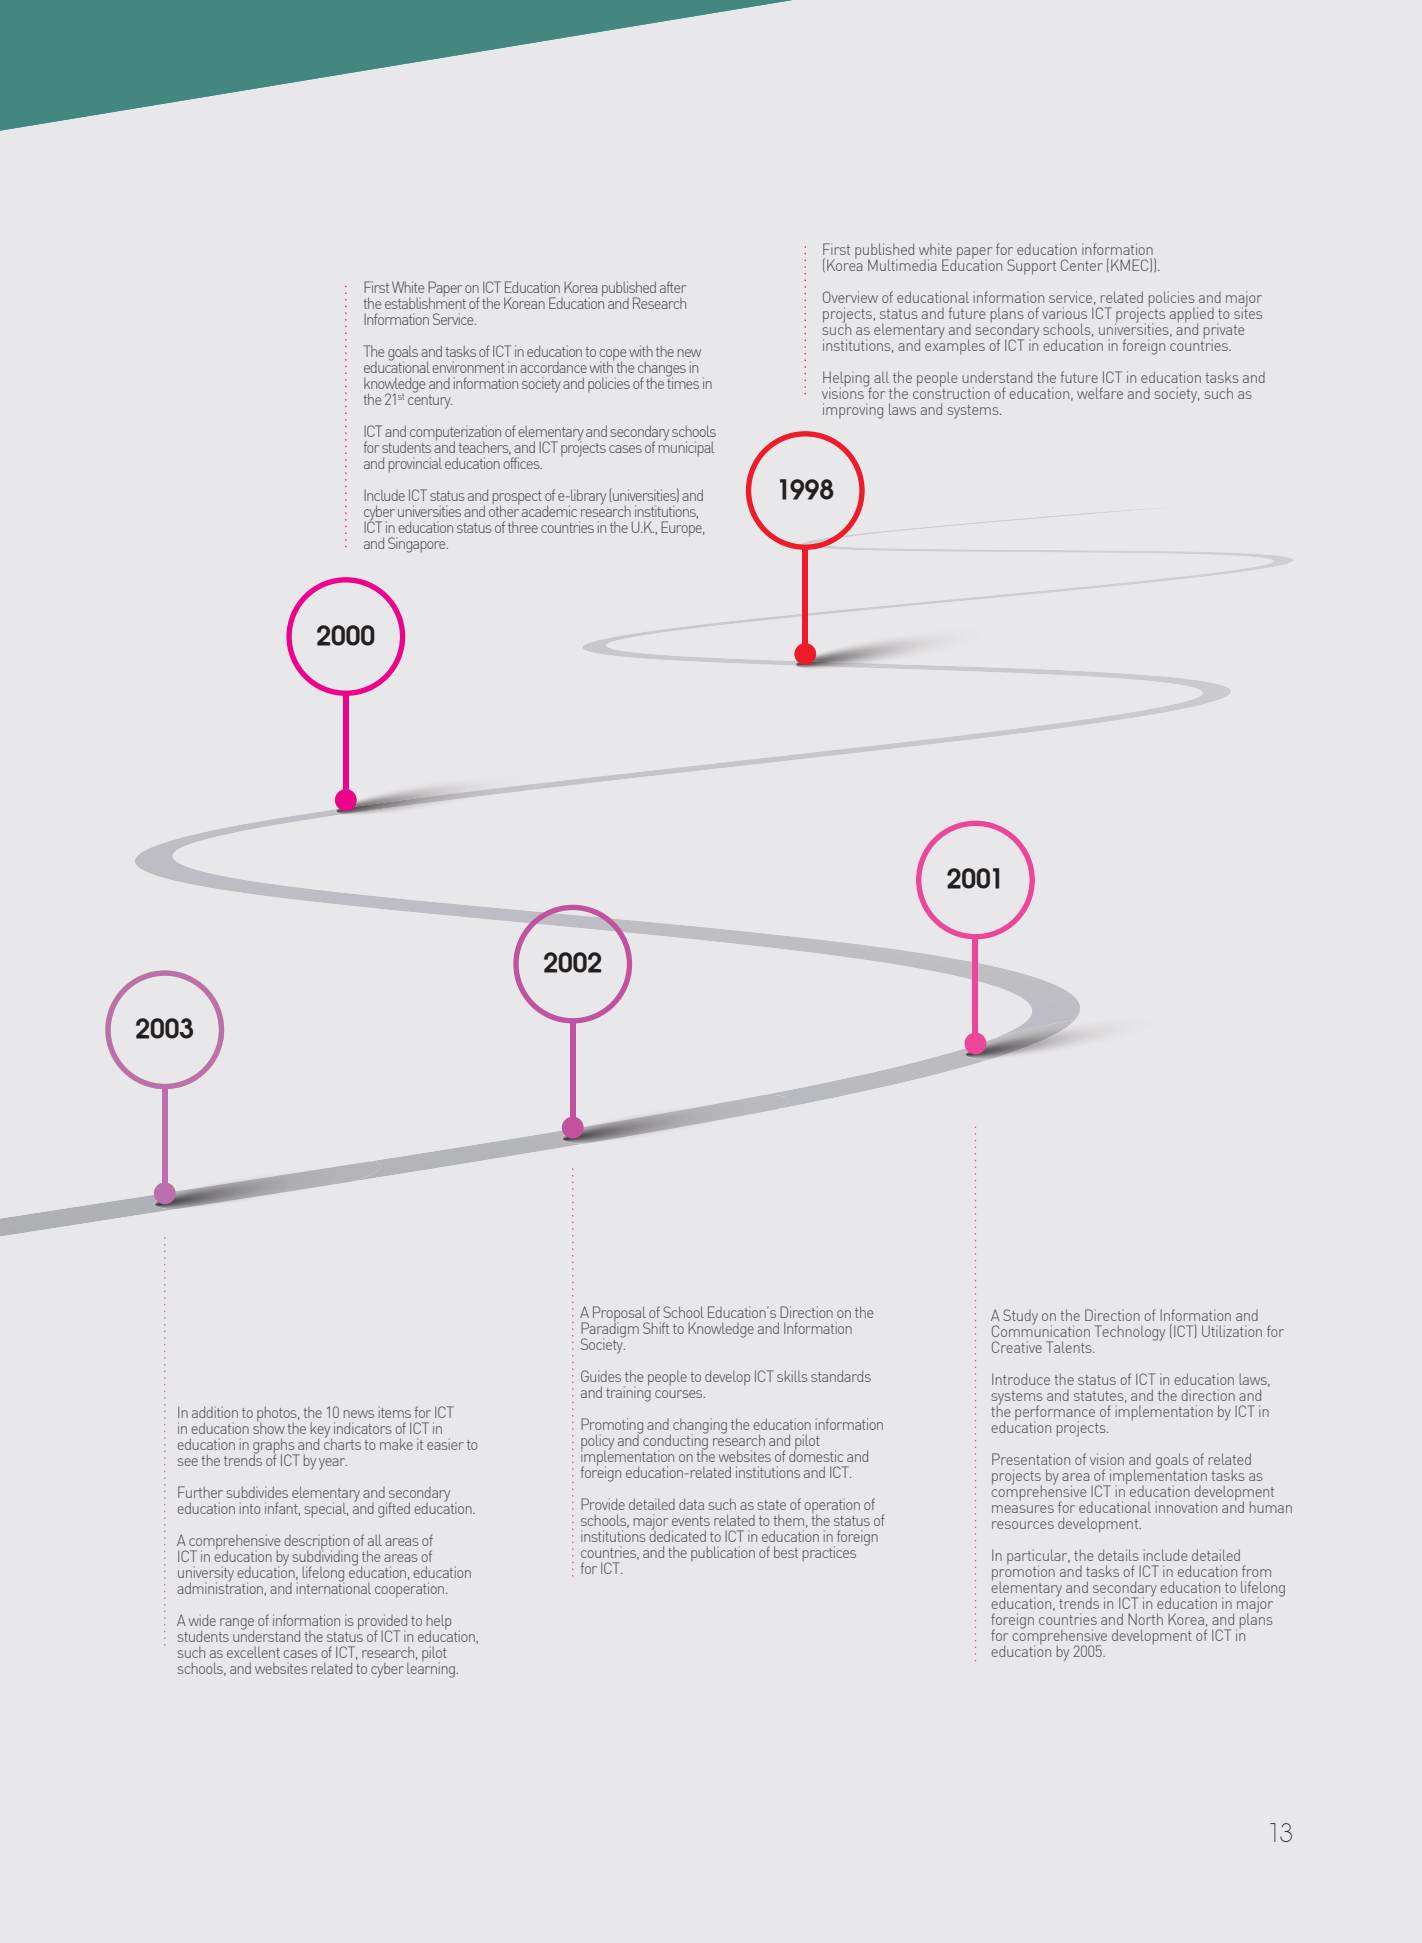 First published white paper for education information
(Korea Multimedia Education Support Center (KMEC)).
Overview of educational information service, related policies and major
projects, status and future plans of various ICT projects applied to sites
such as elementary and secondary schools, universities, and private
institutions, and examples of ICT in education in foreign countries.
Helping all the people understand the future ICT in education tasks and
visions for the construction of education, welfare and society, such as
improving laws and systems.
1998
First White Paper on ICT Education Korea published after
the establishment of the Korean Education and Research
Information Service.
The goals and tasks of ICT in education to cope with the new
educational environment in accordance with the changes in
knowledge and information society and policies of the times in
the 21st century.
ICT and computerization of elementary and secondary schools
for students and teachers, and ICT projects cases of municipal
and provincial education offices.
Include ICT status and prospect of e-library (universities) and
cyber universities and other academic research institutions,
ICT in education status of three countries in the U.K., Europe,
and Singapore.
2000
2001
A Study on the Direction of Information and
Communication Technology (ICT) Utilization for
Creative Talents.
Introduce the status of ICT in education laws,
systems and statutes, and the direction and
the performance of implementation by ICT in
education projects.
Presentation of vision and goals of related
projects by area of implementation tasks as
comprehensive ICT in education development
measures for educational innovation and human
resources development.
In particular, the details include detailed
promotion and tasks of ICT in education from
elementary and secondary education to lifelong
education, trends in ICT in education in major
foreign countries and North Korea, and plans
for comprehensive development of ICT in
education by 2005.
2002
A Proposal of School Education's Direction on the
Paradigm Shift to Knowledge and Information
Society.
Guides the people to develop ICT skills standards
and training courses.
Promoting and changing the education information
policy and conducting research and pilot
implementation on the websites of domestic and
foreign education-related institutions and ICT.
Provide detailed data such as state of operation of
schools, major events related to them, the status of
institutions dedicated to ICT in education in foreign
countries, and the publication of best practices
for ICT.
2003
In addition to photos, the 10 news items for ICT
in education show the key indicators of ICT in
education in graphs and charts to make it easier to
see the trends of ICT by year.
Further subdivides elementary and secondary
education into infant, special, and gifted education.
A comprehensive description of all areas of
ICT in education by subdividing the areas of
university education, lifelong education, education
administration, and international cooperation.
A wide range of information is provided to help
students understand the status of ICT in education,
such as excellent cases of ICT, research, pilot
schools, and websites related to cyber learning.
13